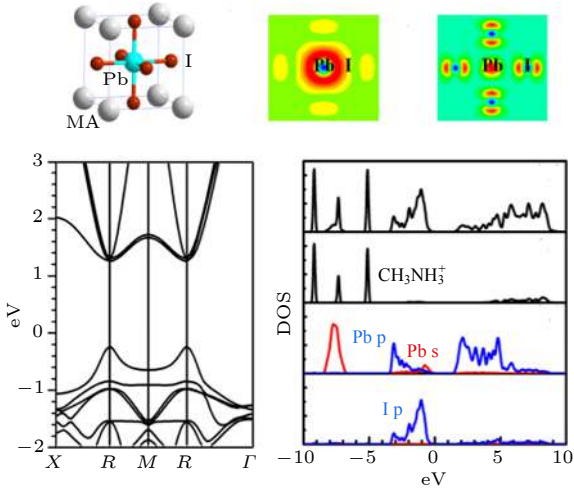 Pb
I
MA
Pb I
Pb I
3
2
1
0
−1
−2
eV
X R M R Γ
DOS
CH₃NH₃⁺
Pb p
Pb s
I p
−10 −5 0 5 10
eV